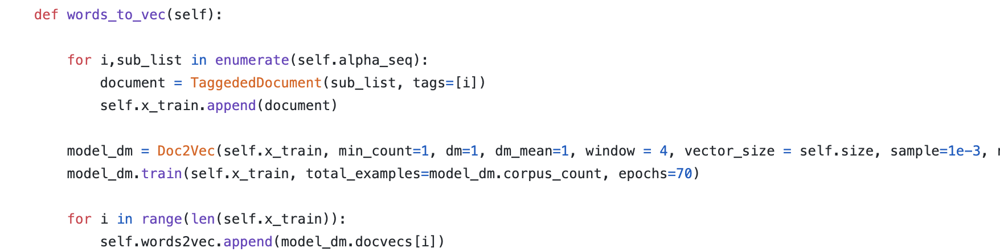 def words_to_vec(self):
for i,sub_list in enumerate(self.alpha_seq):
document = TaggededDocument(sub_list, tags=[i])
self.x_train.append(document)
model_dm = Doc2Vec(self.x_train, min_count=1, dm=1, dm_mean=1, window = 4, vector_size = self.size, sample=1e-3,
model_dm.train(self.x_train, total_examples=model_dm.corpus_count, epochs=70)
for i in range(len(self.x_train)):
self.words2vec.append(model_dm.docvecs[i])